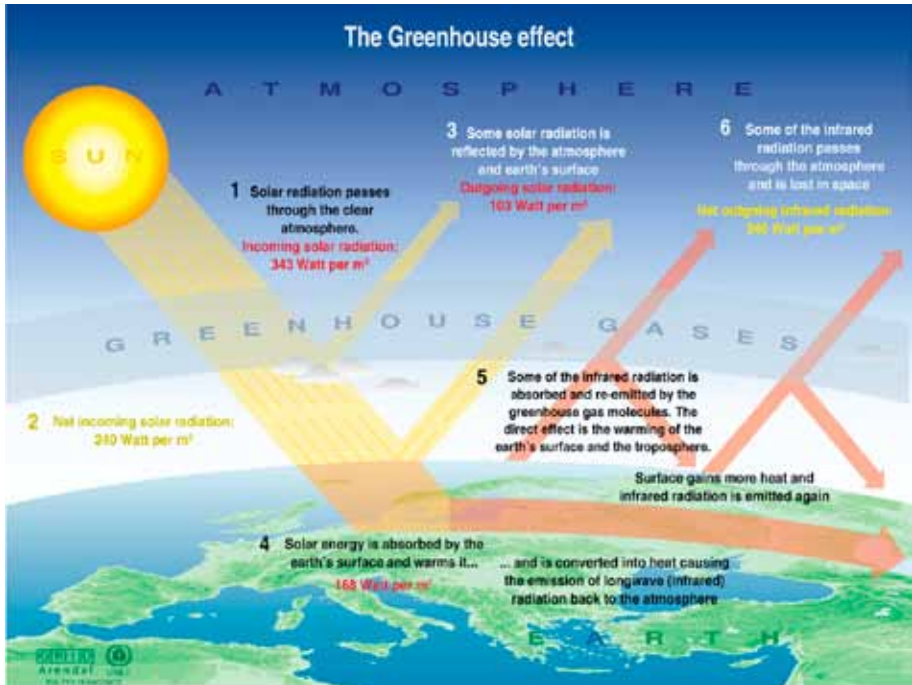 The Greenhouse effect
ATMOSPHERE
SUN
1 Solar radiation passes
through the clear
atmosphere.
Incoming solar radiation:
343 Watt per m²
2 Net incoming solar radiation:
240 Watt per m²
3 Some solar radiation is
reflected by the atmosphere
and earth's surface
Outgoing solar radiation:
103 Watt per m²
6 Some of the infrared
radiation passes
through the atmosphere
and is lost in space
Net outgoing infrared radiation:
240 Watt per m²
GREENHOUSE GASES
5 Some of the infrared radiation is
absorbed and re-emitted by the
greenhouse gas molecules. The
direct effect is the warming of the
earth's surface and the troposphere.
Surface gains more heat and
infrared radiation is emitted again
4 Solar energy is absorbed by the
earth's surface and warms it...
168 Watt per m²
... and is converted into heat causing
the emission of longwave (infrared)
radiation back to the atmosphere
EARTH
GRID
Arendal UNEP